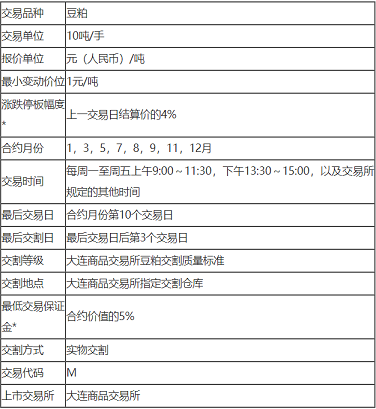 交易品种 豆粕
交易单位 10吨/手
报价单位 元（人民币）/吨
最小变动价位 1元/吨
涨跌停板幅度
* 上一交易日结算价的4%
合约月份 1，3，5，7，8，9，11，12月
交易时间 每周一至周五上午9:00～11:30，下午13:30～15:00，以及交易所
规定的其他时间
最后交易日 合约月份第10个交易日
最后交割日 最后交易日后第3个交易日
交割等级 大连商品交易所豆粕交割质量标准
交割地点 大连商品交易所指定交割仓库
最低交易保证
金* 合约价值的5%
交割方式 实物交割
交易代码 M
上市交易所 大连商品交易所